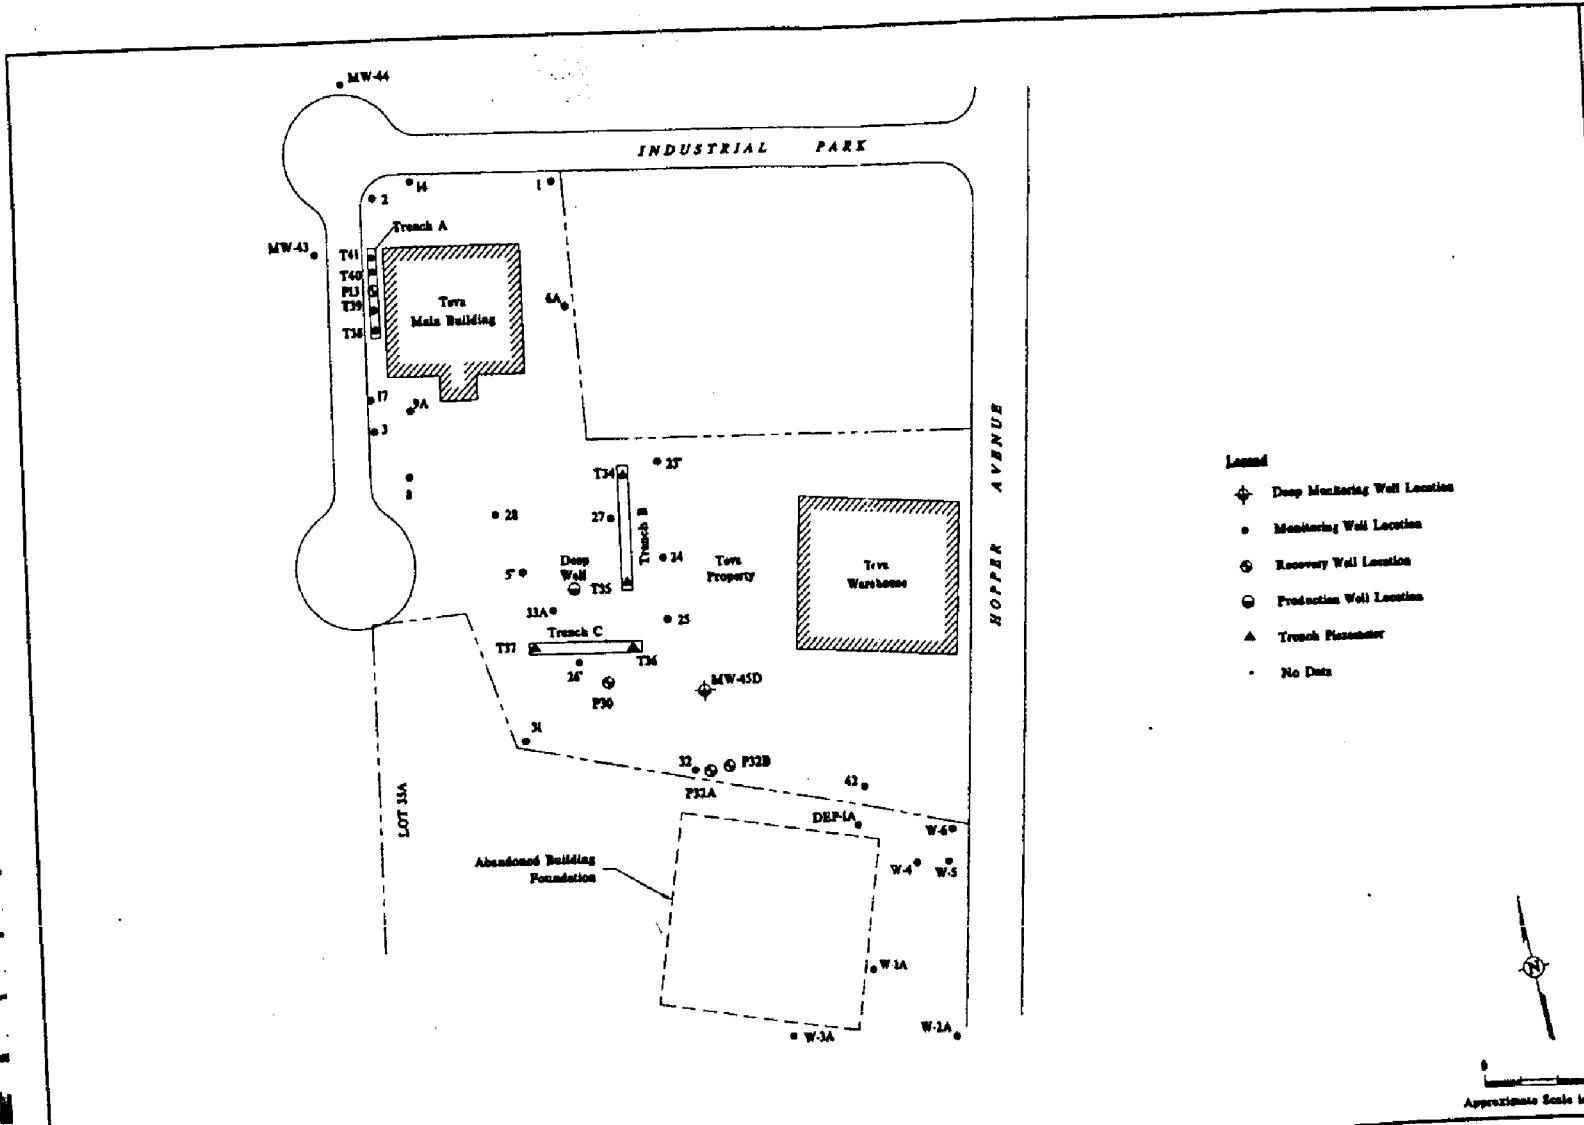 MW-44
INDUSTRIAL PARK
14
1
2
Trench A
MW-43
T41
T40
P13
T39
T38
Teva
Main Building
6A
17
9A
3
8
HOPPER AVENUE
T34
23*
28
27
Trench B
24
Deep
Well
5*
T35
Teva
Property
Teva
Warehouse
33A
25
Trench C
T37
T36
26*
P30
MW-45D
31
32
P32B
P32A
42
LOT 35A
DEP-1A
W-6
W-4
W-5
Abandoned Building
Foundation
W-1A
W-3A
W-2A
Legend
Deep Monitoring Well Location
Monitoring Well Location
Recovery Well Location
Production Well Location
Trench Piezometer
No Data
N
0
Approximate Scale